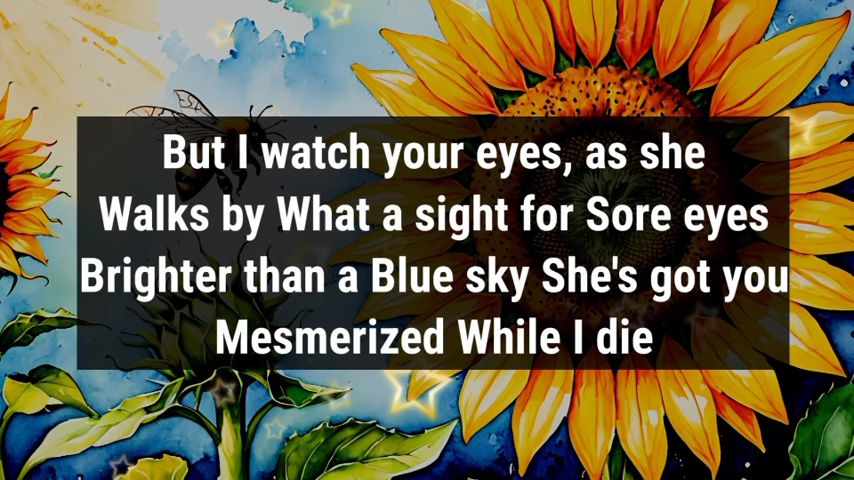 But I watch your eyes, as she
Walks by What a sight for Sore eyes
Brighter than a Blue sky She's got you
Mesmerized While I die